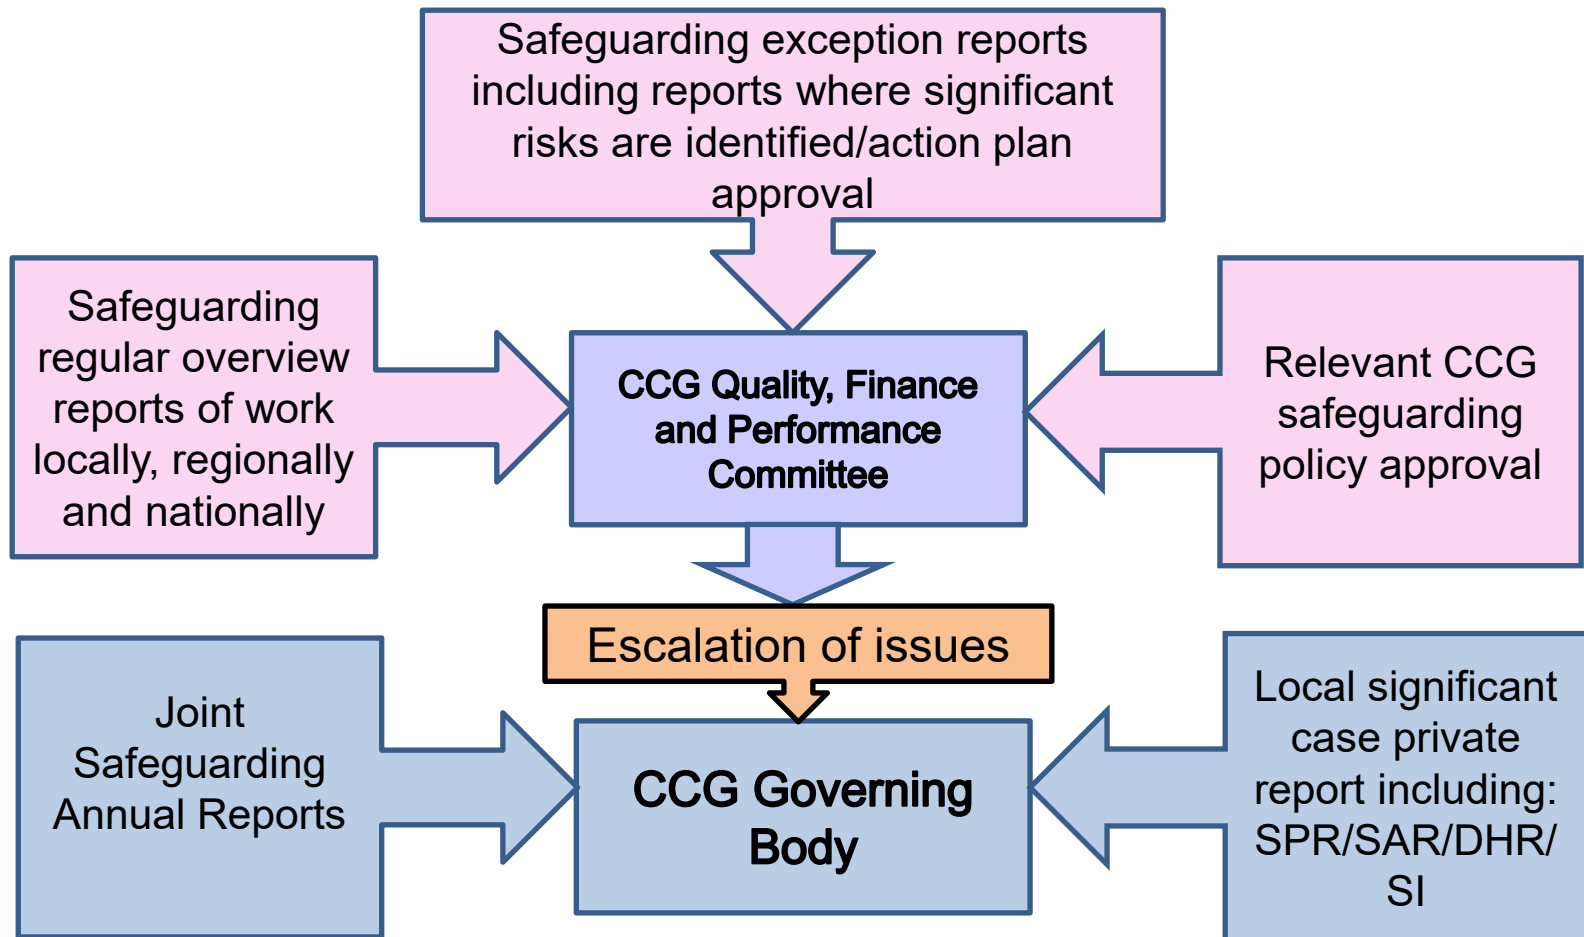 Safeguarding exception reports
including reports where significant
risks are identified/action plan
approval
Safeguarding
regular overview
reports of work
locally, regionally
and nationally
CCG Quality, Finance
and Performance
Committee
Relevant CCG
safeguarding
policy approval
Escalation of issues
Joint
Safeguarding
Annual Reports
CCG Governing
Body
Local significant
case private
report including:
SPR/SAR/DHR/
SI